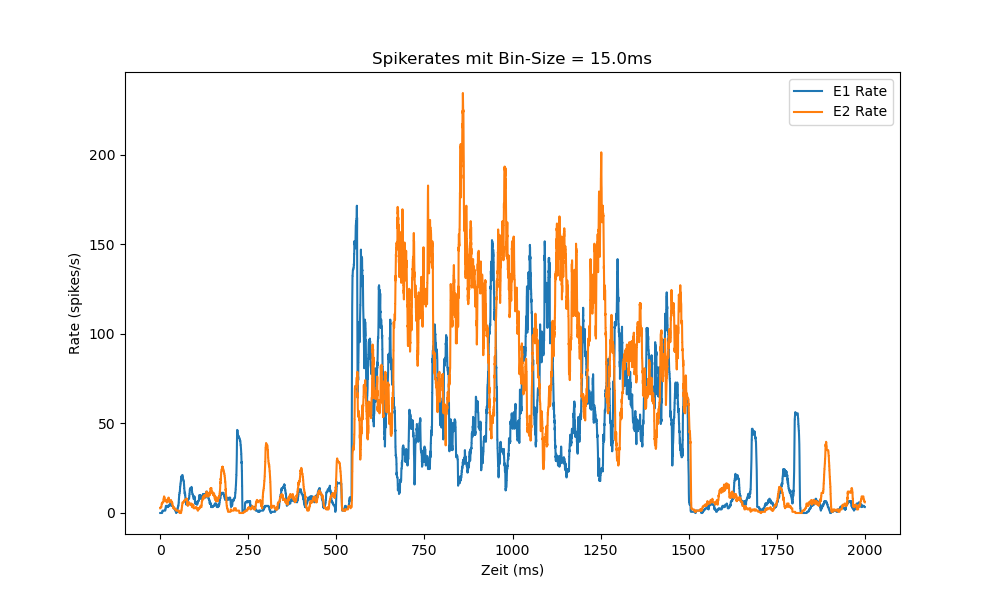 Spikerates mit Bin-Size = 15.0ms
E1 Rate
E2 Rate
Rate (spikes/s)
200
150
100
50
0
0 250 500 750 1000 1250 1500 1750 2000
Zeit (ms)